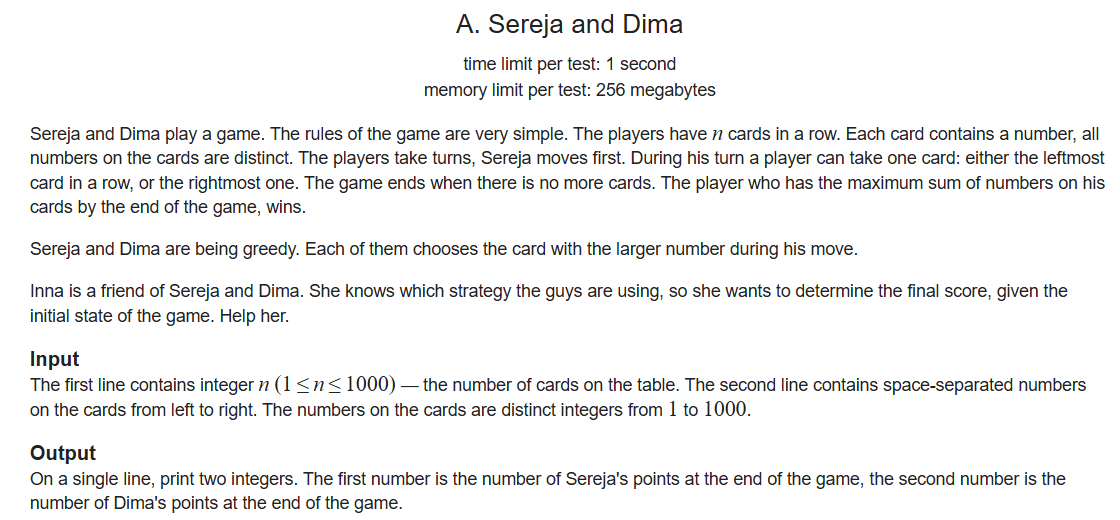 A. Sereja and Dima
time limit per test: 1 second
memory limit per test: 256 megabytes
Sereja and Dima play a game. The rules of the game are very simple. The players have n cards in a row. Each card contains a number, all
numbers on the cards are distinct. The players take turns, Sereja moves first. During his turn a player can take one card: either the leftmost
card in a row, or the rightmost one. The game ends when there is no more cards. The player who has the maximum sum of numbers on his
cards by the end of the game, wins.
Sereja and Dima are being greedy. Each of them chooses the card with the larger number during his move.
Inna is a friend of Sereja and Dima. She knows which strategy the guys are using, so she wants to determine the final score, given the
initial state of the game. Help her.
Input
The first line contains integer n (1 ≤ n ≤ 1000) — the number of cards on the table. The second line contains space-separated numbers
on the cards from left to right. The numbers on the cards are distinct integers from 1 to 1000.
Output
On a single line, print two integers. The first number is the number of Sereja's points at the end of the game, the second number is the
number of Dima's points at the end of the game.